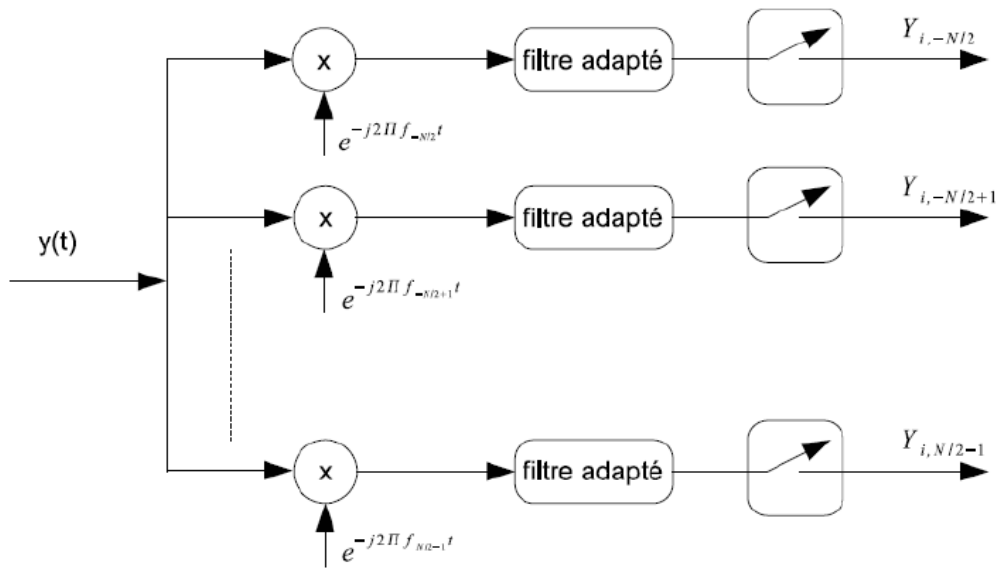 x
filtre adapté
Y_{i,-N/2}
e^{-j2Πf_{-N/2}t}
x
filtre adapté
Y_{i,-N/2+1}
y(t)
e^{-j2Πf_{-N/2+1}t}
x
filtre adapté
Y_{i,N/2-1}
e^{-j2Πf_{N/2-1}t}